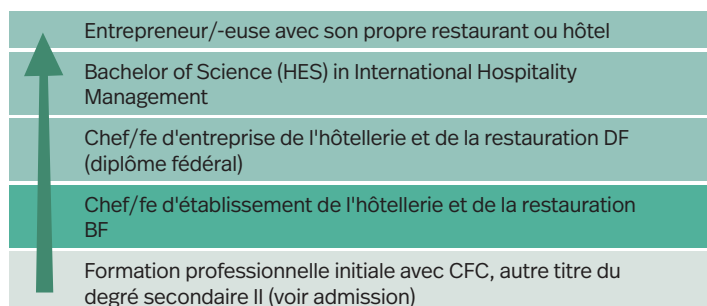 Entrepreneur/-euse avec son propre restaurant ou hôtel
Bachelor of Science (HES) in International Hospitality
Management
Chef/fe d'entreprise de l'hôtellerie et de la restauration DF
(diplôme fédéral)
Chef/fe d'établissement de l'hôtellerie et de la restauration
BF
Formation professionnelle initiale avec CFC, autre titre du
degré secondaire II (voir admission)